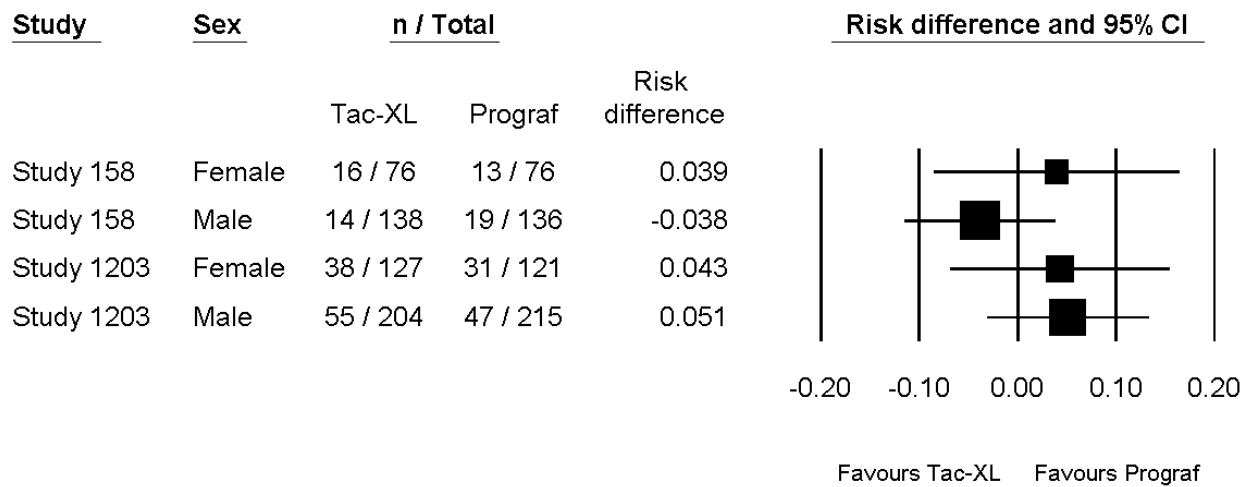 Study Sex n / Total Risk difference and 95% CI
Risk
Tac-XL Prograf difference
Study 158 Female 16 / 76 13 / 76 0.039
Study 158 Male 14 / 138 19 / 136 -0.038
Study 1203 Female 38 / 127 31 / 121 0.043
Study 1203 Male 55 / 204 47 / 215 0.051
-0.20 -0.10 0.00 0.10 0.20
Favours Tac-XL Favours Prograf